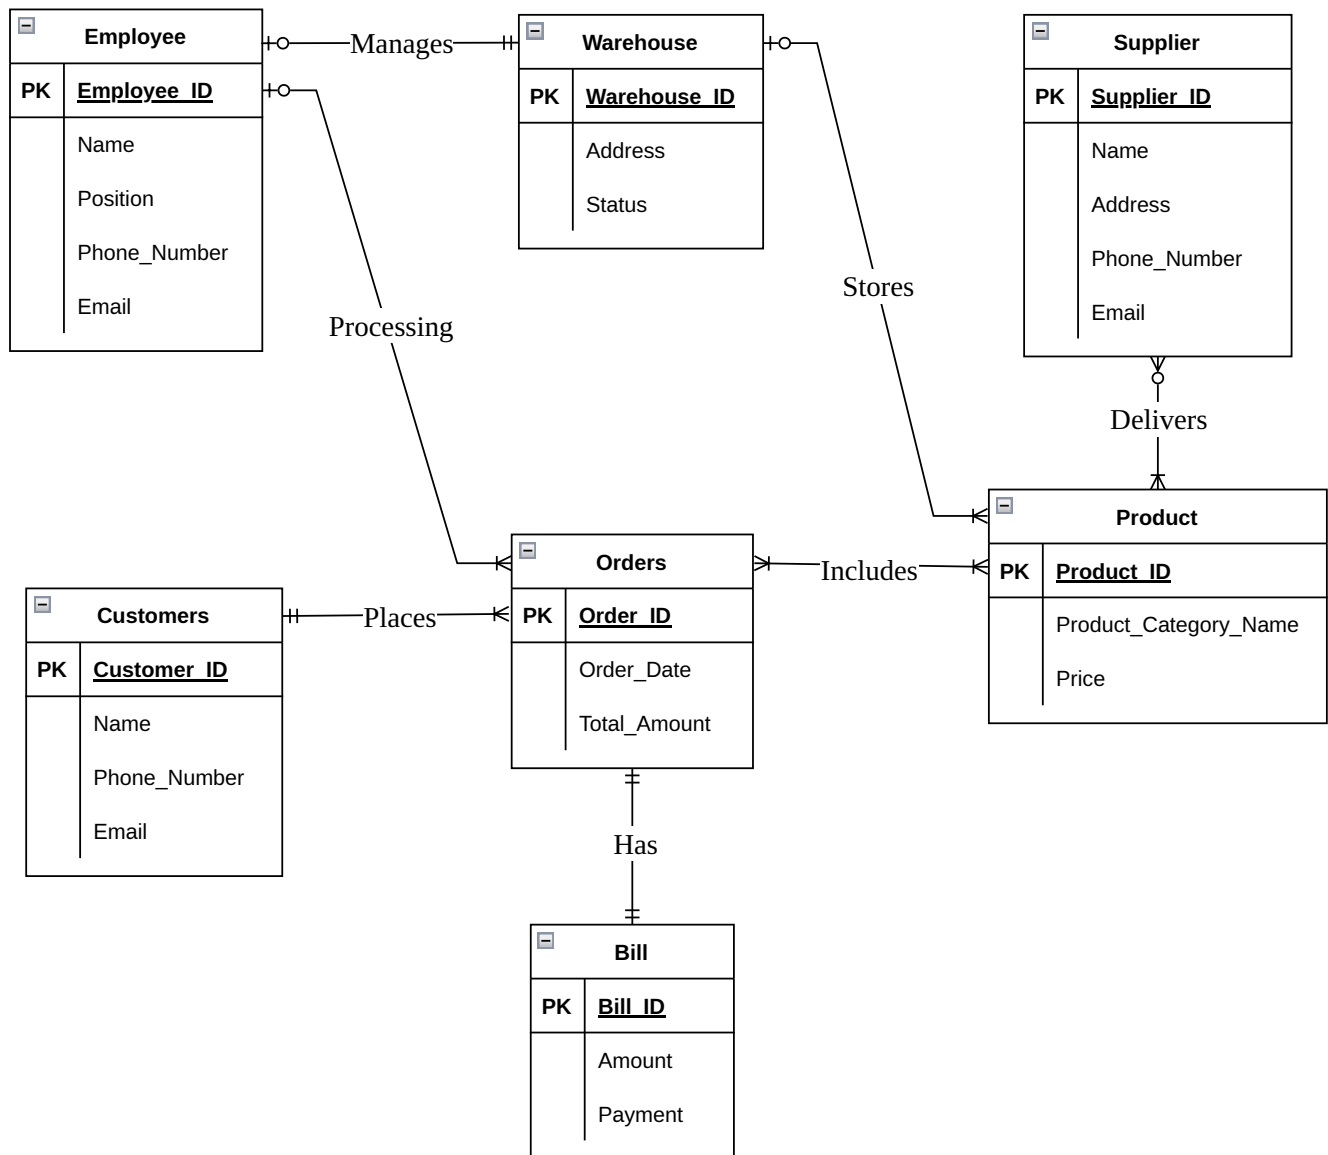 Employee
PK Employee_ID
Name
Position
Phone_Number
Email
Manages
Warehouse
PK Warehouse_ID
Address
Status
Supplier
PK Supplier_ID
Name
Address
Phone_Number
Email
Stores
Processing
Delivers
Product
PK Product_ID
Product_Category_Name
Price
Orders
PK Order_ID
Order_Date
Total_Amount
Includes
Customers
PK Customer_ID
Name
Phone_Number
Email
Places
Has
Bill
PK Bill_ID
Amount
Payment